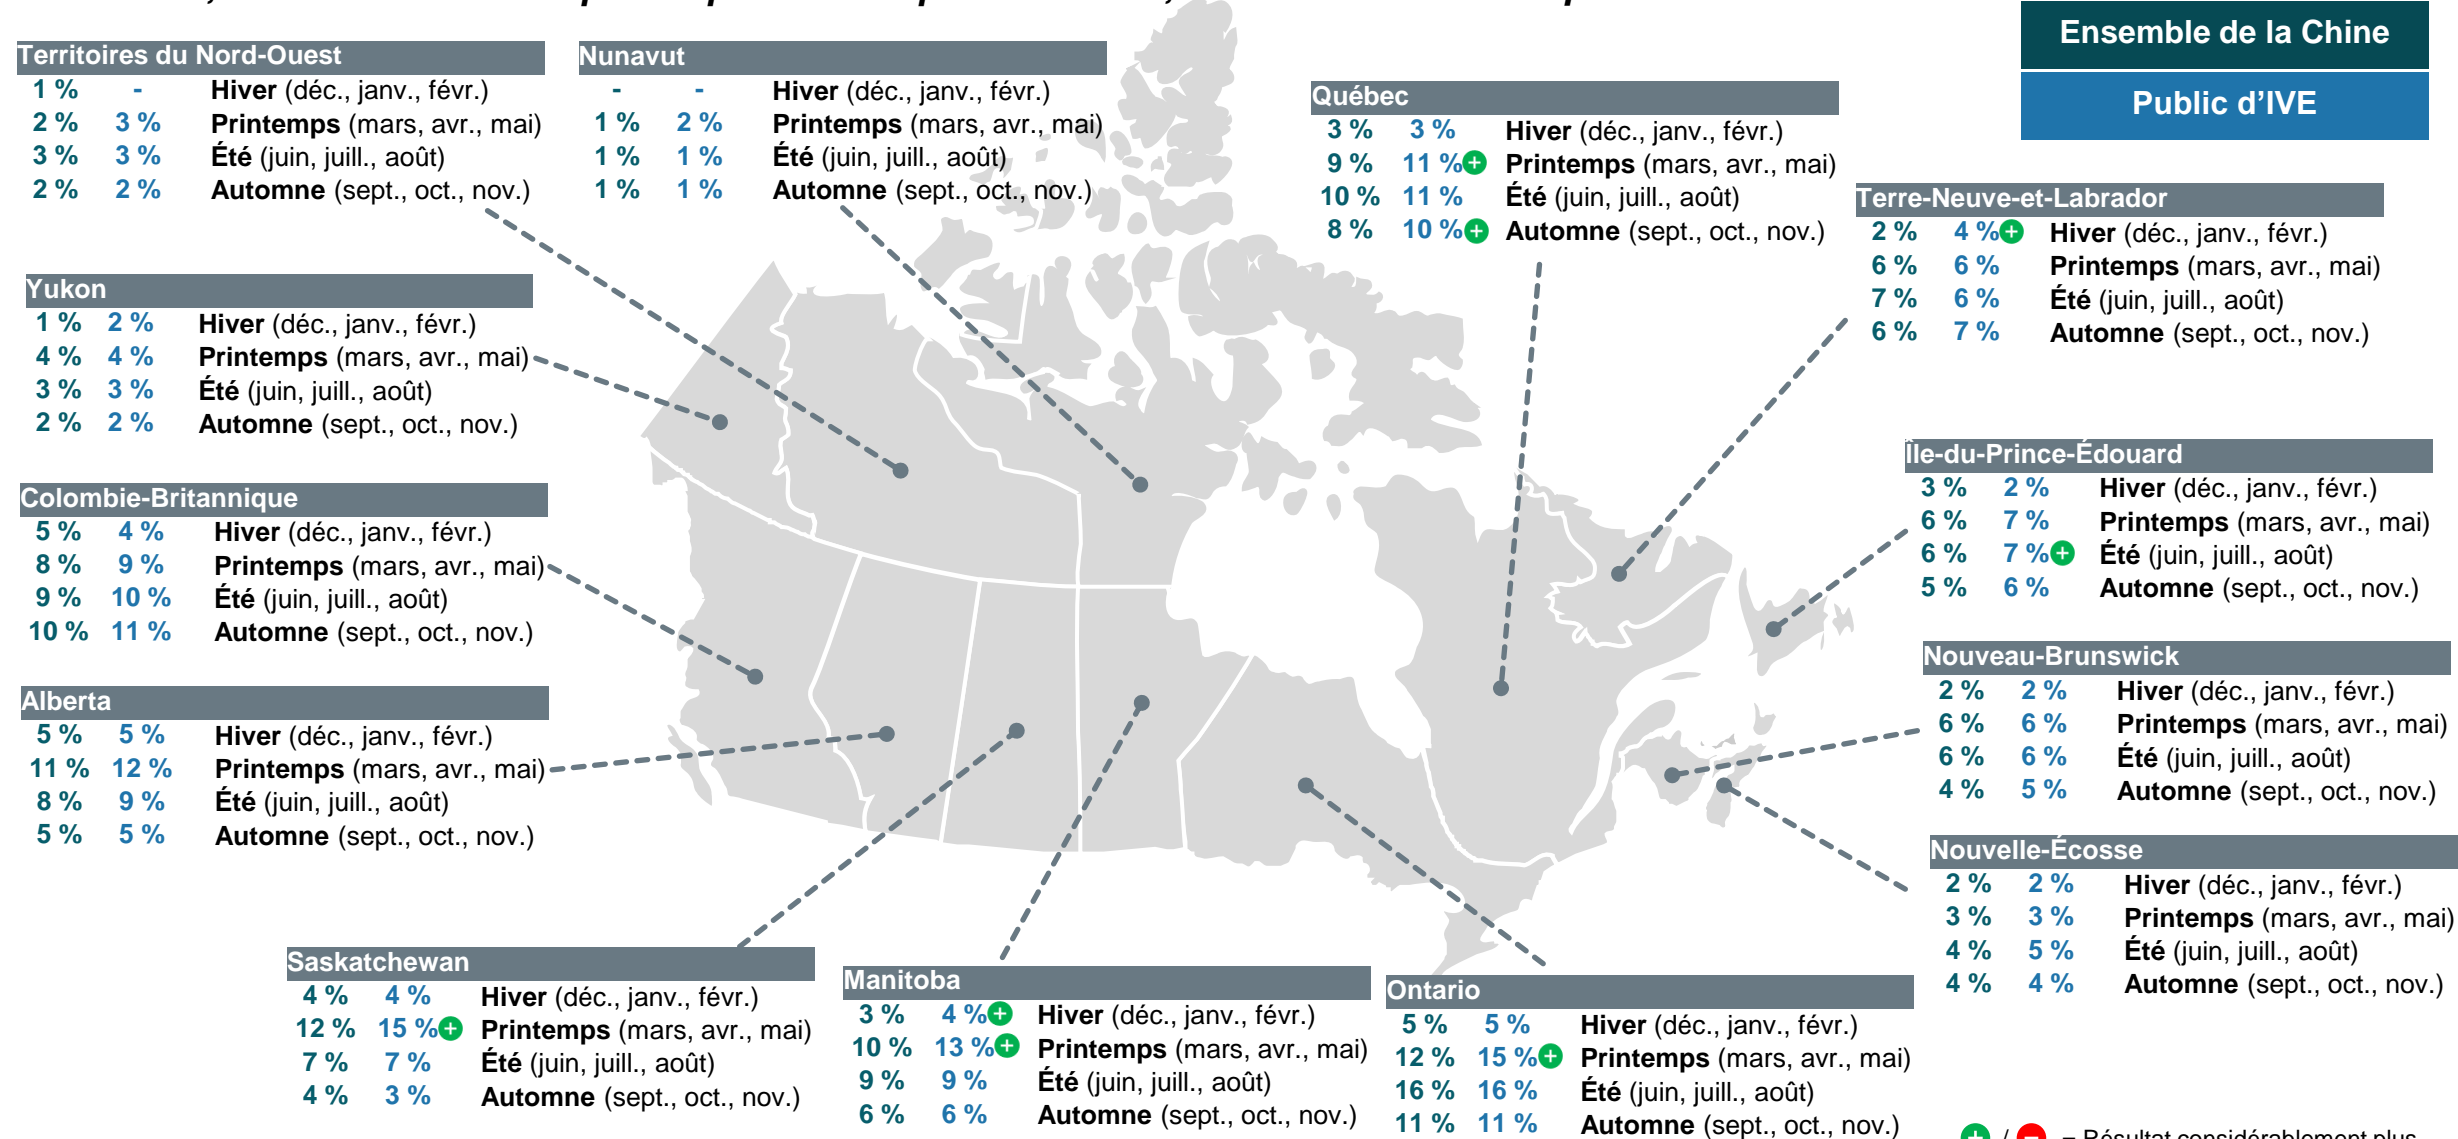 Ensemble de la Chine
Public d'IVE
Territoires du Nord-Ouest
1 % - Hiver (déc., janv., févr.)
2 % 3 % Printemps (mars, avr., mai)
3 % 3 % Été (juin, juill., août)
2 % 2 % Automne (sept., oct., nov.)
Nunavut
- - Hiver (déc., janv., févr.)
1 % 2 % Printemps (mars, avr., mai)
1 % 1 % Été (juin, juill., août)
1 % 1 % Automne (sept., oct., nov.)
Québec
3 % 3 % Hiver (déc., janv., févr.)
9 % 11 % + Printemps (mars, avr., mai)
10 % 11 % Été (juin, juill., août)
8 % 10 % + Automne (sept., oct., nov.)
Terre-Neuve-et-Labrador
2 % 4 % + Hiver (déc., janv., févr.)
6 % 6 % Printemps (mars, avr., mai)
7 % 6 % Été (juin, juill., août)
6 % 7 % Automne (sept., oct., nov.)
Yukon
1 % 2 % Hiver (déc., janv., févr.)
4 % 4 % Printemps (mars, avr., mai)
3 % 3 % Été (juin, juill., août)
2 % 2 % Automne (sept., oct., nov.)
Île-du-Prince-Édouard
3 % 2 % Hiver (déc., janv., févr.)
6 % 7 % Printemps (mars, avr., mai)
6 % 7 % + Été (juin, juill., août)
5 % 6 % Automne (sept., oct., nov.)
Colombie-Britannique
5 % 4 % Hiver (déc., janv., févr.)
8 % 9 % Printemps (mars, avr., mai)
9 % 10 % Été (juin, juill., août)
10 % 11 % Automne (sept., oct., nov.)
Nouveau-Brunswick
2 % 2 % Hiver (déc., janv., févr.)
6 % 6 % Printemps (mars, avr., mai)
6 % 6 % Été (juin, juill., août)
4 % 5 % Automne (sept., oct., nov.)
Alberta
5 % 5 % Hiver (déc., janv., févr.)
11 % 12 % Printemps (mars, avr., mai)
8 % 9 % Été (juin, juill., août)
5 % 5 % Automne (sept., oct., nov.)
Nouvelle-Écosse
2 % 2 % Hiver (déc., janv., févr.)
3 % 3 % Printemps (mars, avr., mai)
4 % 5 % Été (juin, juill., août)
4 % 4 % Automne (sept., oct., nov.)
Saskatchewan
4 % 4 % Hiver (déc., janv., févr.)
12 % 15 % + Printemps (mars, avr., mai)
7 % 7 % Été (juin, juill., août)
4 % 3 % Automne (sept., oct., nov.)
Manitoba
3 % 4 % + Hiver (déc., janv., févr.)
10 % 13 % + Printemps (mars, avr., mai)
9 % 9 % Été (juin, juill., août)
6 % 6 % Automne (sept., oct., nov.)
Ontario
5 % 5 % Hiver (déc., janv., févr.)
12 % 15 % + Printemps (mars, avr., mai)
16 % 16 % Été (juin, juill., août)
11 % 11 % Automne (sept., oct., nov.)
+ / - = Résultat considérablement plus